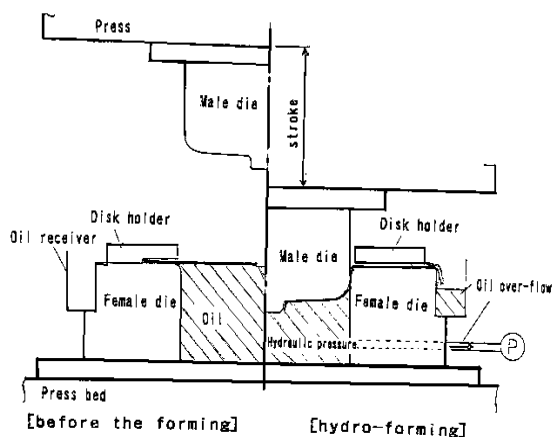 Press
Male die
stroke
Disk holder
Oil receiver
Female die
Oil
Disk holder
Male die
Female die
Oil over-flow
Hydraulic pressure
P
Press bed
[before the forming]
[hydro-forming]